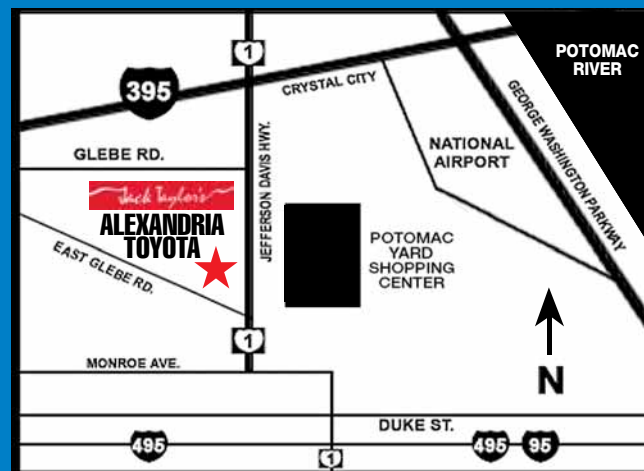 1
POTOMAC
RIVER
395
CRYSTAL CITY
GEORGE WASHINGTON PARKWAY
GLEBE RD.
NATIONAL
AIRPORT
JEFFERSON DAVIS HWY.
Jack Taylor's
ALEXANDRIA
TOYOTA
EAST GLEBE RD.
POTOMAC
YARD
SHOPPING
CENTER
1
MONROE AVE.
N
DUKE ST.
495
1
495
95